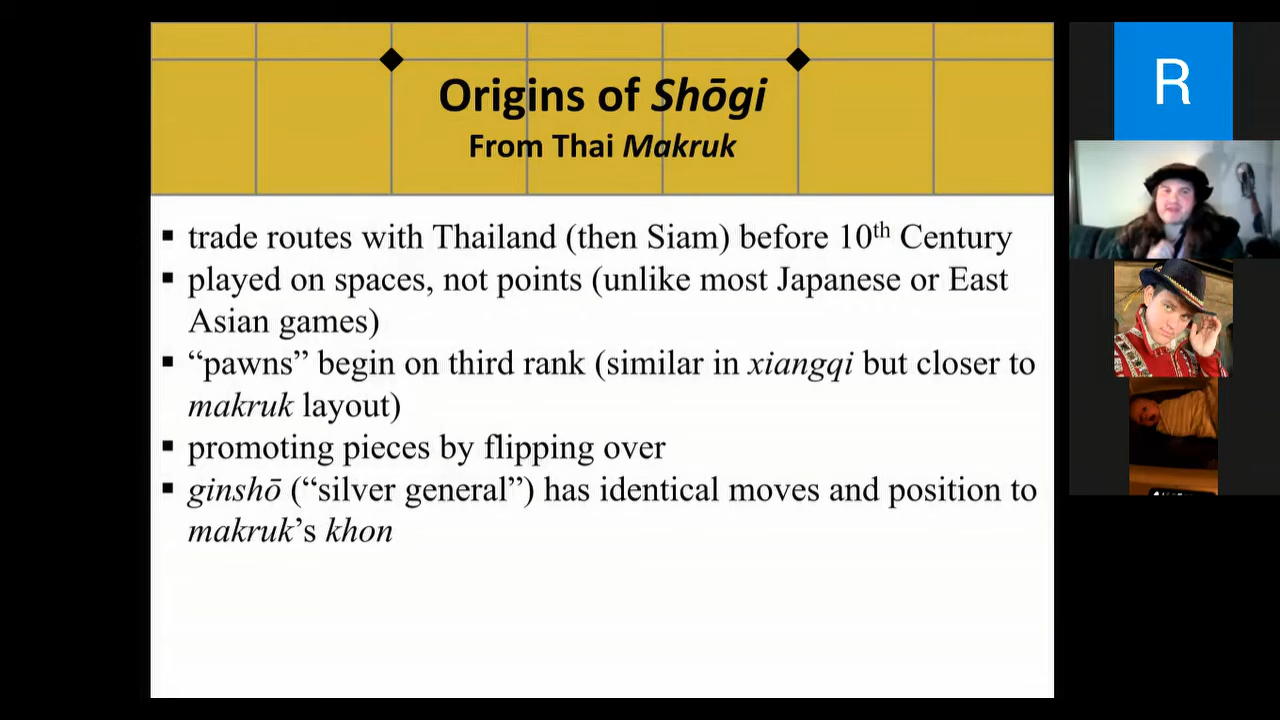 Origins of Shōgi
From Thai Makruk
▪ trade routes with Thailand (then Siam) before 10th Century
▪ played on spaces, not points (unlike most Japanese or East
Asian games)
▪ “pawns” begin on third rank (similar in xiangqi but closer to
makruk layout)
▪ promoting pieces by flipping over
▪ ginshō (“silver general”) has identical moves and position to
makruk’s khon
R